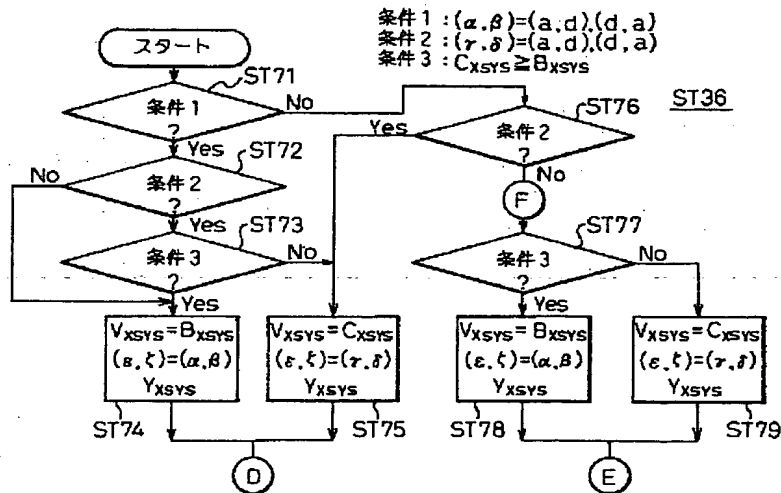 条件1:(α,β)=(a,d),(d,a)
条件2:(γ,δ)=(a,d),(d,a)
条件3:CXSYS≧BXSYS
ST36
スタート
ST71
条件1
?
No
Yes
ST72
条件2
?
No
Yes
ST73
条件3
?
No
Yes
VXSYS=BXSYS
(ε,ζ)=(α,β)
YXSYS
ST74
VXSYS=CXSYS
(ε,ζ)=(γ,δ)
YXSYS
ST75
D
ST76
条件2
?
Yes
No
F
ST77
条件3
?
No
Yes
VXSYS=BXSYS
(ε,ζ)=(α,β)
YXSYS
ST78
VXSYS=CXSYS
(ε,ζ)=(γ,δ)
YXSYS
ST79
E